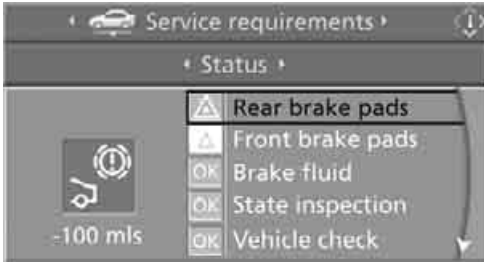 Service requirements
Status
Rear brake pads
Front brake pads
OK Brake fluid
OK State inspection
-100 mls
OK Vehicle check